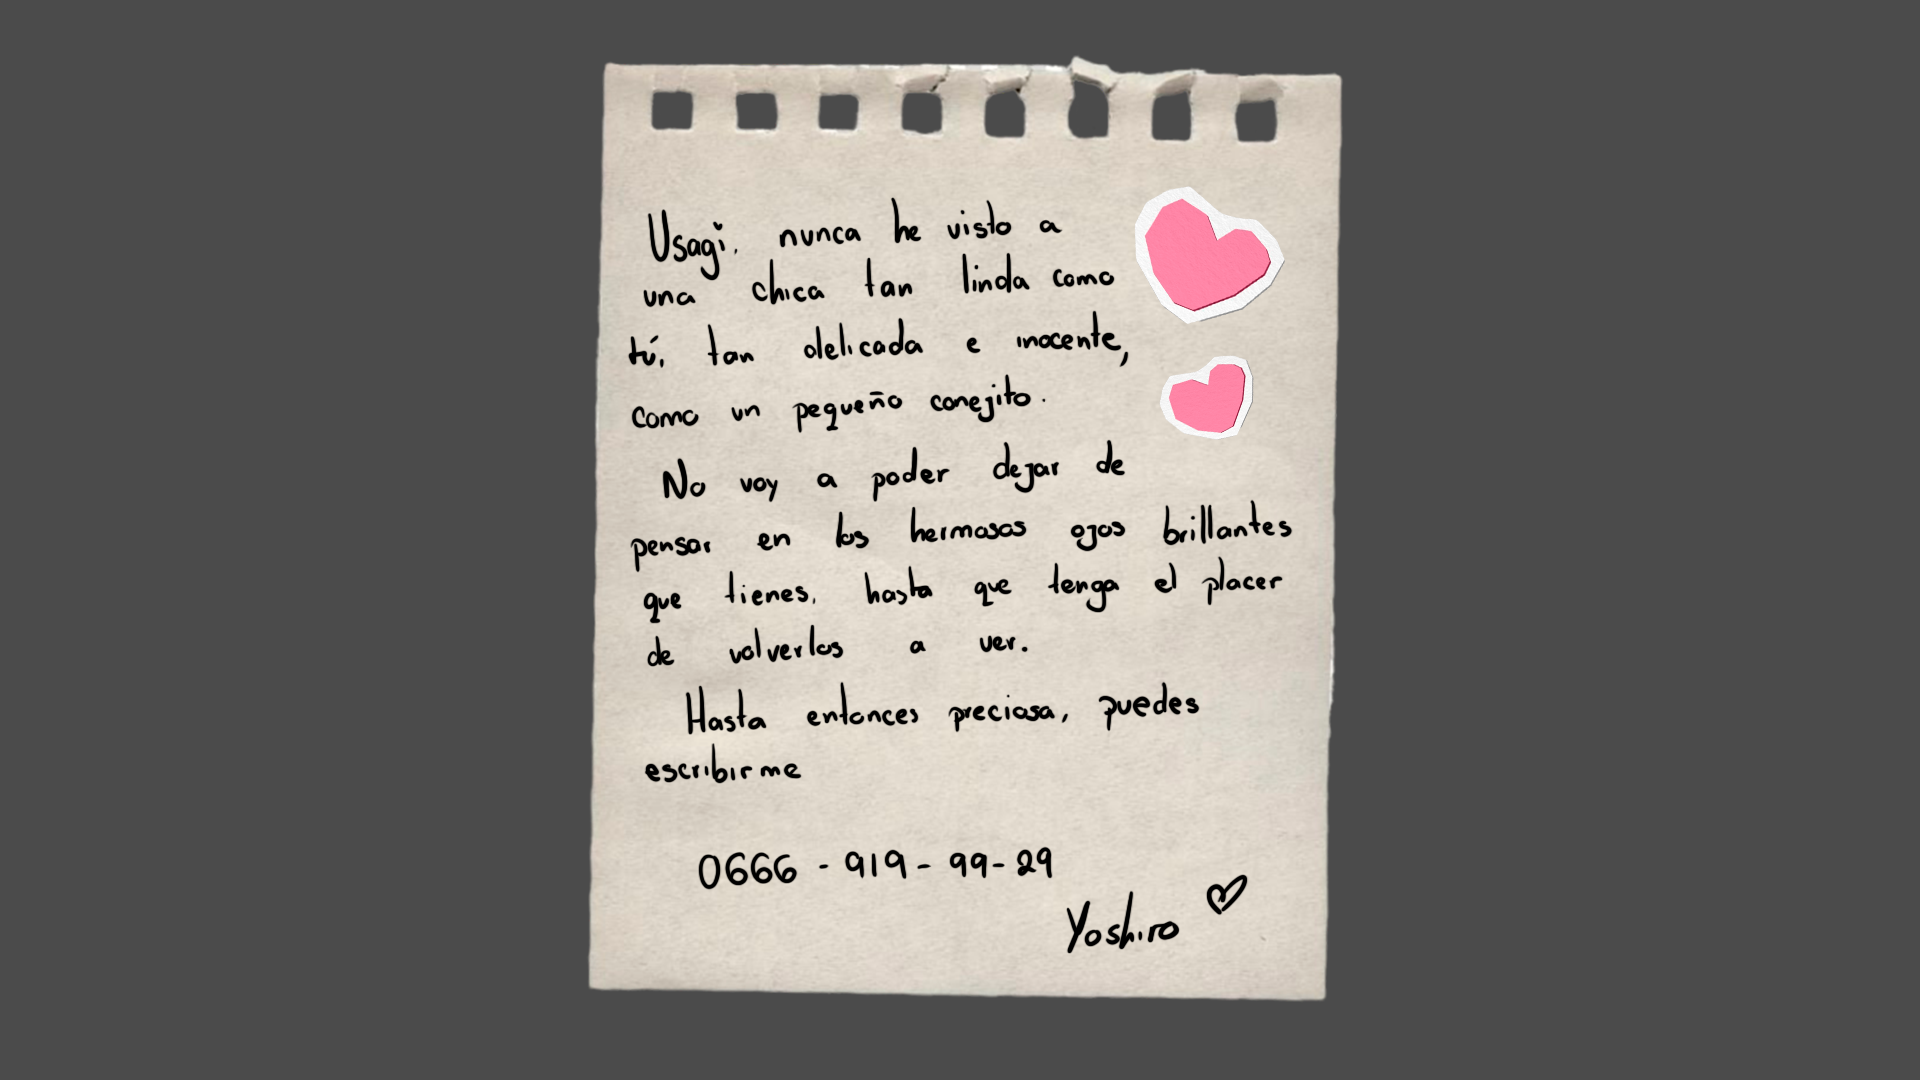 Usagi, nunca he visto a
una chica tan linda como
tú, tan delicada e inocente,
como un pequeño conejito.
No voy a poder dejar de
pensar en los hermosos ojos brillantes
que tienes, hasta que tenga el placer
de volverlos a ver.
Hasta entonces preciosa, puedes
escribirme
0666 - 919 - 99 - 29
Yoshiro